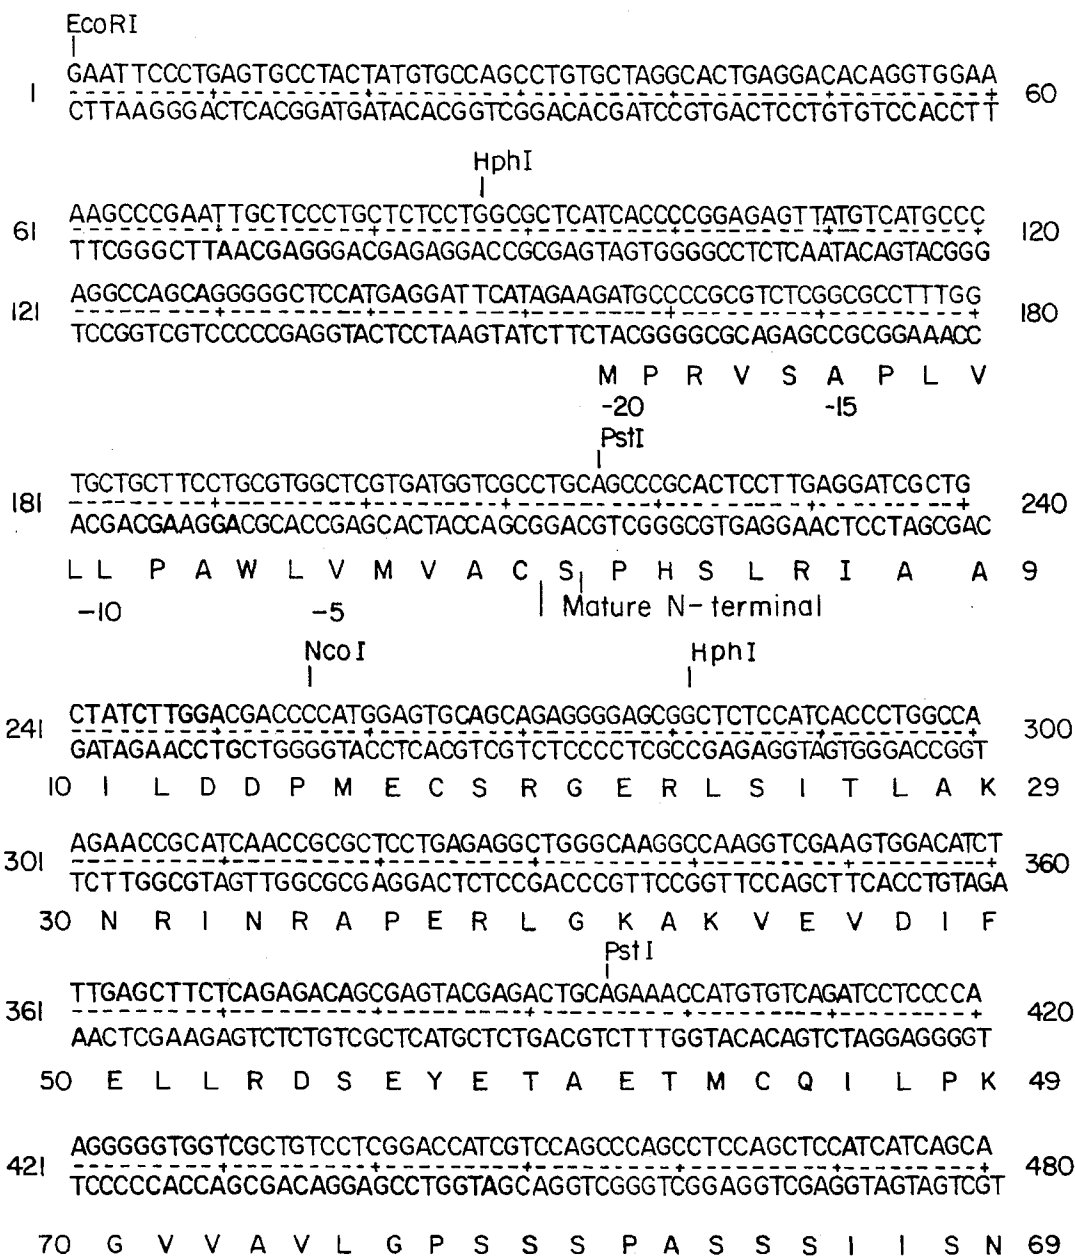 EcoRI
GAATTCCCTGAGTGCCTACTATGTGCCAGCCTGTGCTAGGCACTGAGGACACAGGTGGAA
1 60
CTTAAGGGACTCACGGATGATACACGGTCGGACACGATCCGTGACTCCTGTGTCCACCTT
HphI
AAGCCCGAATTGCTCCCTGCTCTCCTGGCGCTCATCACCCCGGAGAGTTATGTCATGCCC
61 120
TTCGGGCTTAACGAGGGACGAGAGGACCGCGAGTAGTGGGGCCTCTCAATACAGTACGGG
AGGCCAGCAGGGGGCTCCATGAGGATTCATAGAAGATGCCCCGCGTCTCGGCGCCTTTGG
121 180
TCCGGTCGTCCCCCGAGGTACTCCTAAGTATCTTCTACGGGGCGCAGAGCCGCGGAAACC
M P R V S A P L V
-20 -15
PstI
TGCTGCTTCCTGCGTGGCTCGTGATGGTCGCCTGCAGCCCGCACTCCTTGAGGATCGCTG
181 240
ACGACGAAGGACGCACCGAGCACTACCAGCGGACGTCGGGCGTGAGGAACTCCTAGCGAC
L L P A W L V M V A C S P H S L R I A A 9
-10 -5 Mature N-terminal
NcoI HphI
CTATCTTGGACGACCCCATGGAGTGCAGCAGAGGGGAGCGGCTCTCCATCACCCTGGCCA
241 300
GATAGAACCTGCTGGGGTACCTCACGTCGTCTCCCCTCGCCGAGAGGTAGTGGGACCGGT
10 I L D D P M E C S R G E R L S I T L A K 29
AGAACCGCATCAACCGCGCTCCTGAGAGGCTGGGCAAGGCCAAGGTCGAAGTGGACATCT
301 360
TCTTGGCGTAGTTGGCGCGAGGACTCTCCGACCCGTTCCGGTTCCAGCTTCACCTGTAGA
30 N R I N R A P E R L G K A K V E V D I F
PstI
TTGAGCTTCTCAGAGACAGCGAGTACGAGACTGCAGAAACCATGTGTCAGATCCTCCCCA
361 420
AACTCGAAGAGTCTCTGTCGCTCATGCTCTGACGTCTTTGGTACACAGTCTAGGAGGGGT
50 E L L R D S E Y E T A E T M C Q I L P K 49
AGGGGGTGGTCGCTGTCCTCGGACCATCGTCCAGCCCAGCCTCCAGCTCCATCATCAGCA
421 480
TCCCCCACCAGCGACAGGAGCCTGGTAGCAGGTCGGGTCGGAGGTCGAGGTAGTAGTCGT
70 G V V A V L G P S S S P A S S S I I S N 69